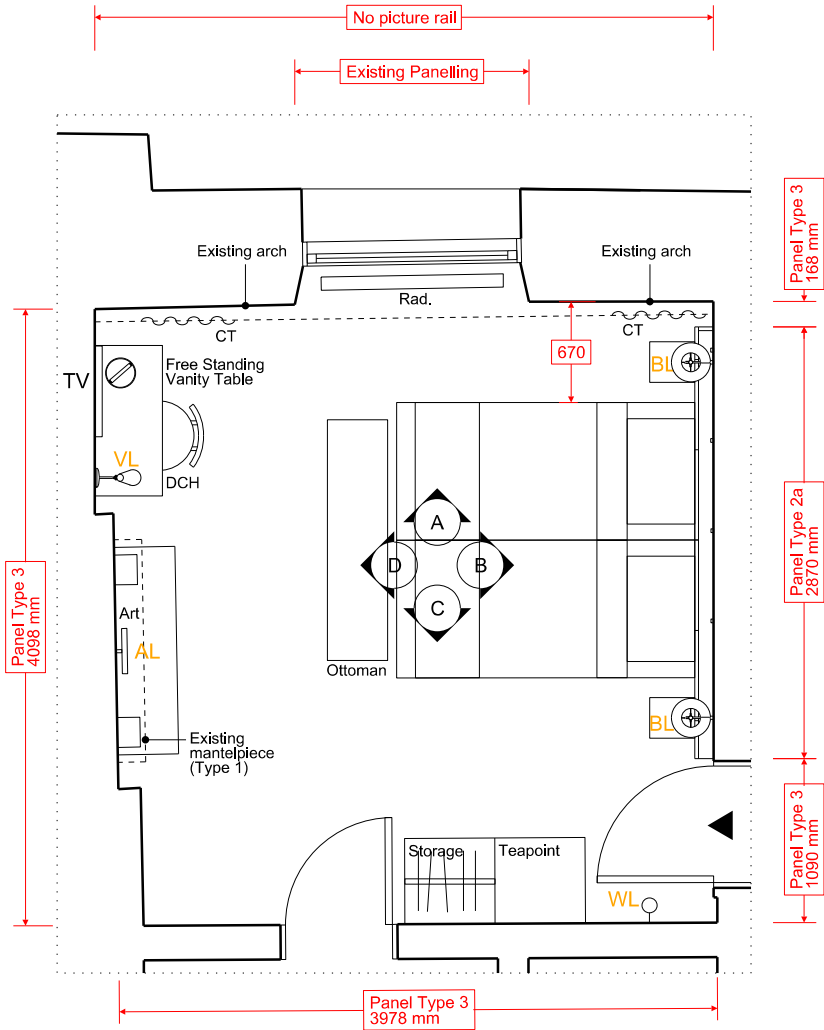 No picture rail
Existing Panelling
Panel Type 3
168 mm
Existing arch
Existing arch
Rad.
CT
CT
670
TV
Free Standing
Vanity Table
BL
VL
DCH
A
D
B
C
Panel Type 2a
2870 mm
Panel Type 3
4098 mm
Art
AL
Ottoman
BL
Existing
mantelpiece
(Type 1)
Storage
Teapoint
WL
Panel Type 3
1090 mm
Panel Type 3
3978 mm